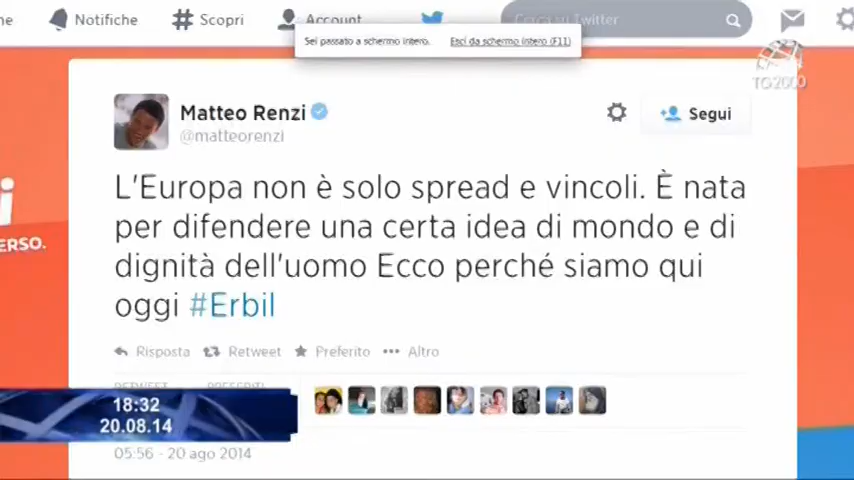 Notifiche
# Scopri
Account
Cerca su Twitter
Sei passato a schermo intero. Esci da schermo intero (F11)
TG2000
Matteo Renzi
@matteorenzi
Segui
L'Europa non è solo spread e vincoli. È nata
per difendere una certa idea di mondo e di
dignità dell'uomo Ecco perché siamo qui
oggi #Erbil
ERSO.
Risposta Retweet Preferito Altro
RETWEET PREFERITI
18:32
20.08.14
05:56 - 20 ago 2014